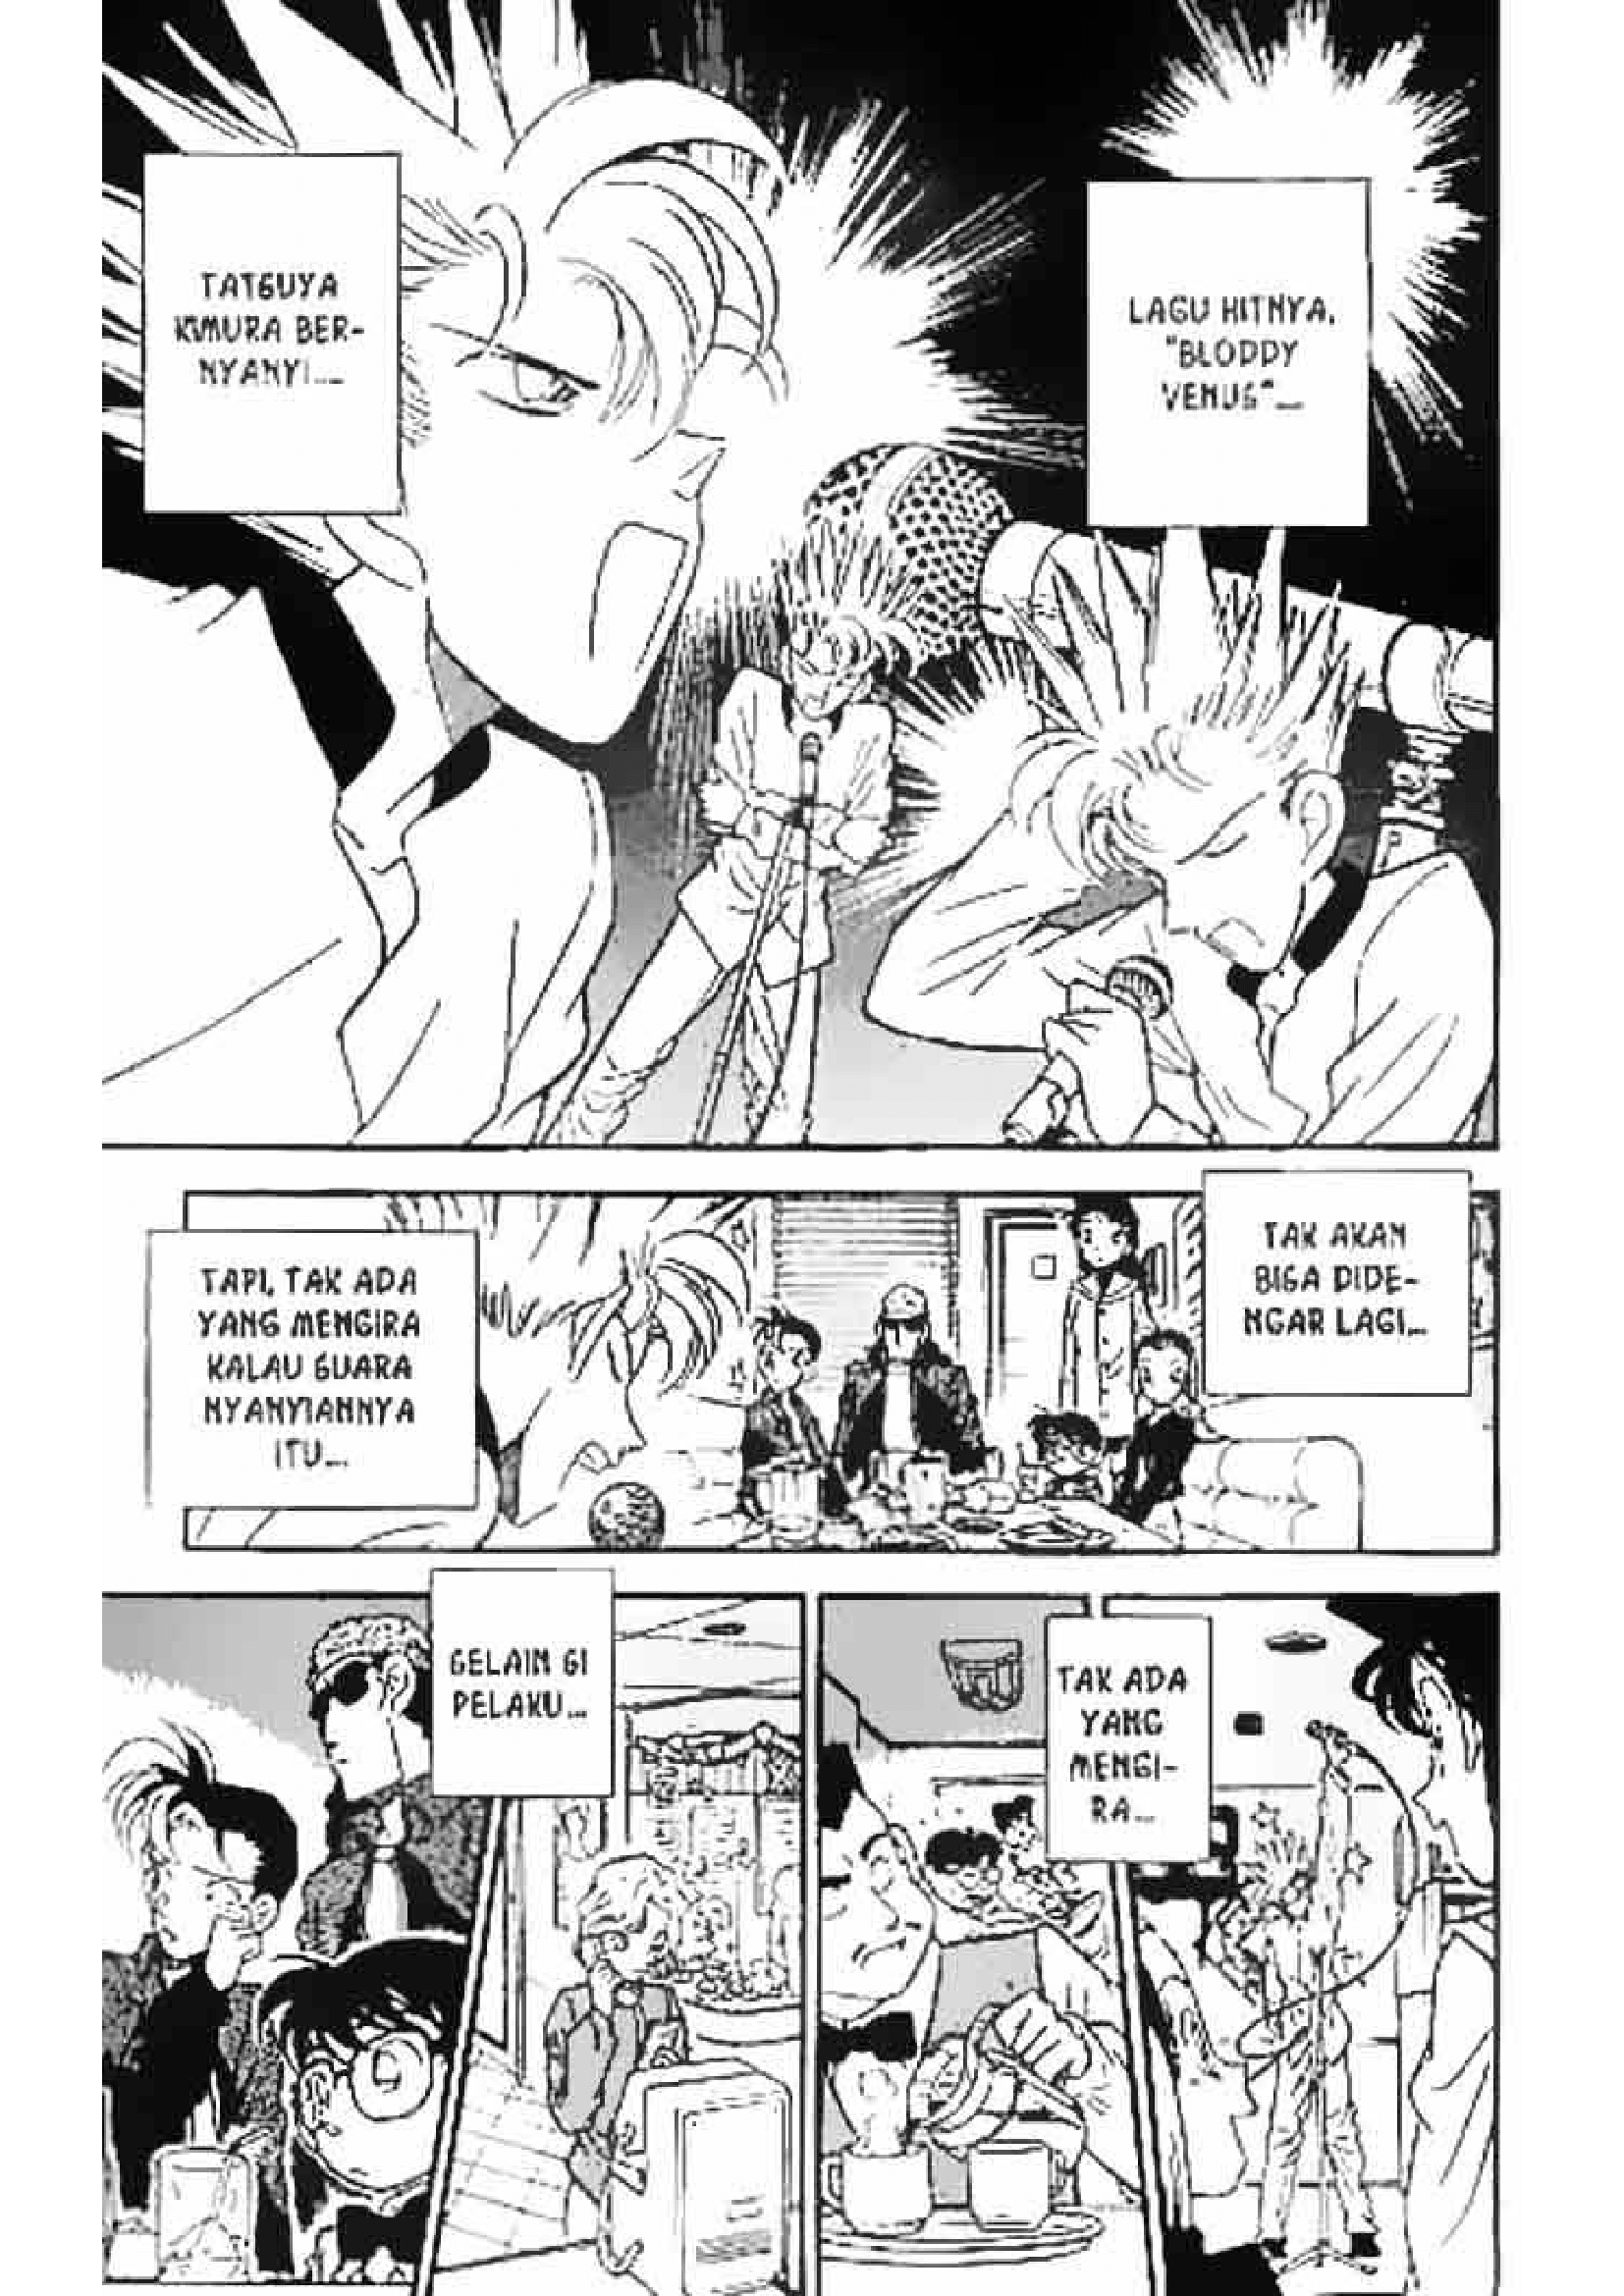 LAGU HITNYA,
"BLODDY
VENUS"...
TATSUYA
KIMURA BER-
NYANYI...
TAK AKAN
BISA DIDE-
NGAR LAGI...
TAPI, TAK ADA
YANG MENGIRA
KALAU SUARA
NYANYIANNYA
ITU...
TAK ADA
YANG
MENGI-
RA...
SELAIN SI
PELAKU...